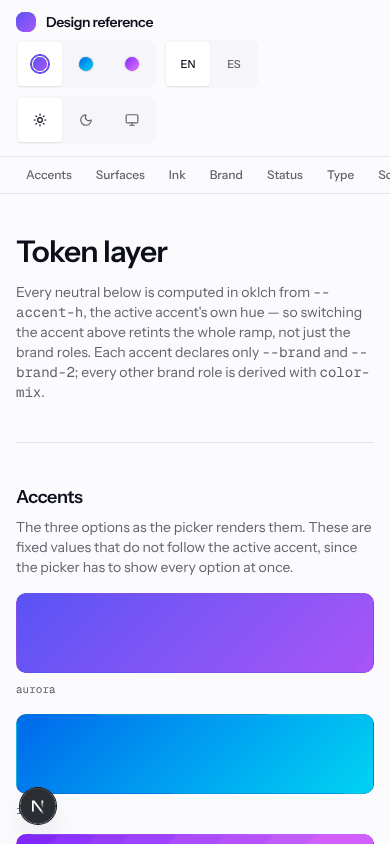 Design reference
EN ES
Accents Surfaces Ink Brand Status Type
Token layer
Every neutral below is computed in oklch from --
accent-h, the active accent's own hue — so switching
the accent above retints the whole ramp, not just the
brand roles. Each accent declares only --brand and --
brand-2; every other brand role is derived with color-
mix.
Accents
The three options as the picker renders them. These are
fixed values that do not follow the active accent, since
the picker has to show every option at once.
aurora
N